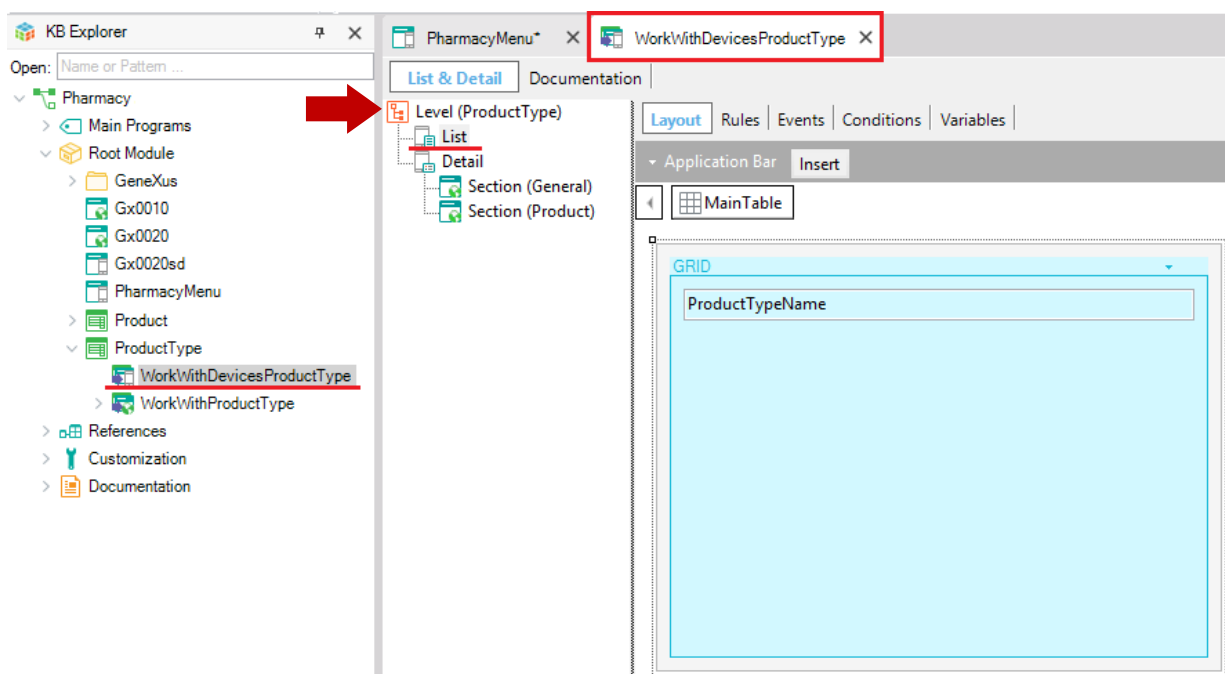 KB Explorer
Open: Name or Pattern ...
Pharmacy
Main Programs
Root Module
GeneXus
Gx0010
Gx0020
Gx0020sd
PharmacyMenu
Product
ProductType
WorkWithDevicesProductType
WorkWithProductType
References
Customization
Documentation
PharmacyMenu*
WorkWithDevicesProductType
List & Detail
Documentation
Level (ProductType)
List
Detail
Section (General)
Section (Product)
Layout
Rules
Events
Conditions
Variables
Application Bar
Insert
MainTable
GRID
ProductTypeName